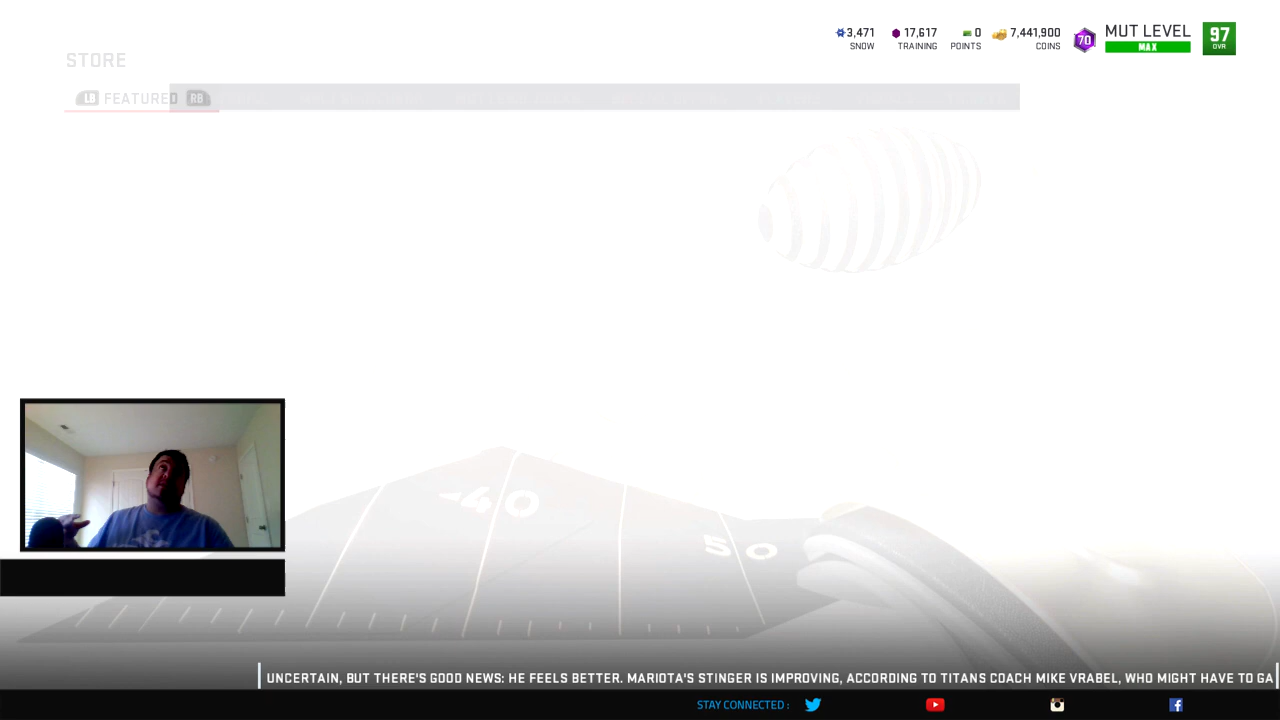 3,471
SNOW
17,617
TRAINING
0
POINTS
7,441,900
COINS
70
MUT LEVEL
MAX
97
OVR
STORE
LB FEATURED RB
40
50
UNCERTAIN, BUT THERE'S GOOD NEWS: HE FEELS BETTER. MARIOTA'S STINGER IS IMPROVING, ACCORDING TO TITANS COACH MIKE VRABEL, WHO MIGHT HAVE TO GA
STAY CONNECTED :